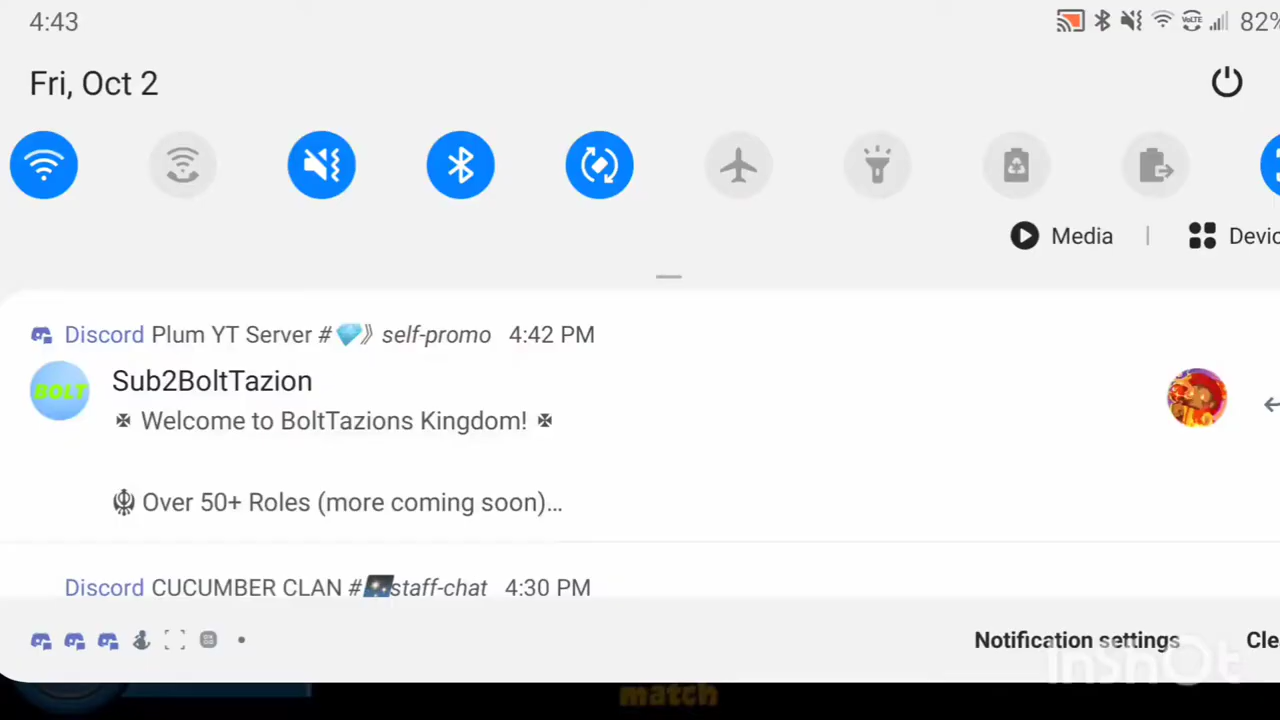 4:43
VoLTE
82%
Fri, Oct 2
Media
|
Devic
Discord Plum YT Server #💎》self-promo 4:42 PM
BOLT
Sub2BoltTazion
✠ Welcome to BoltTazions Kingdom! ✠
☬ Over 50+ Roles (more coming soon)...
Discord CUCUMBER CLAN #🌌staff-chat 4:30 PM
Notification settings
Cle
InShOt
match